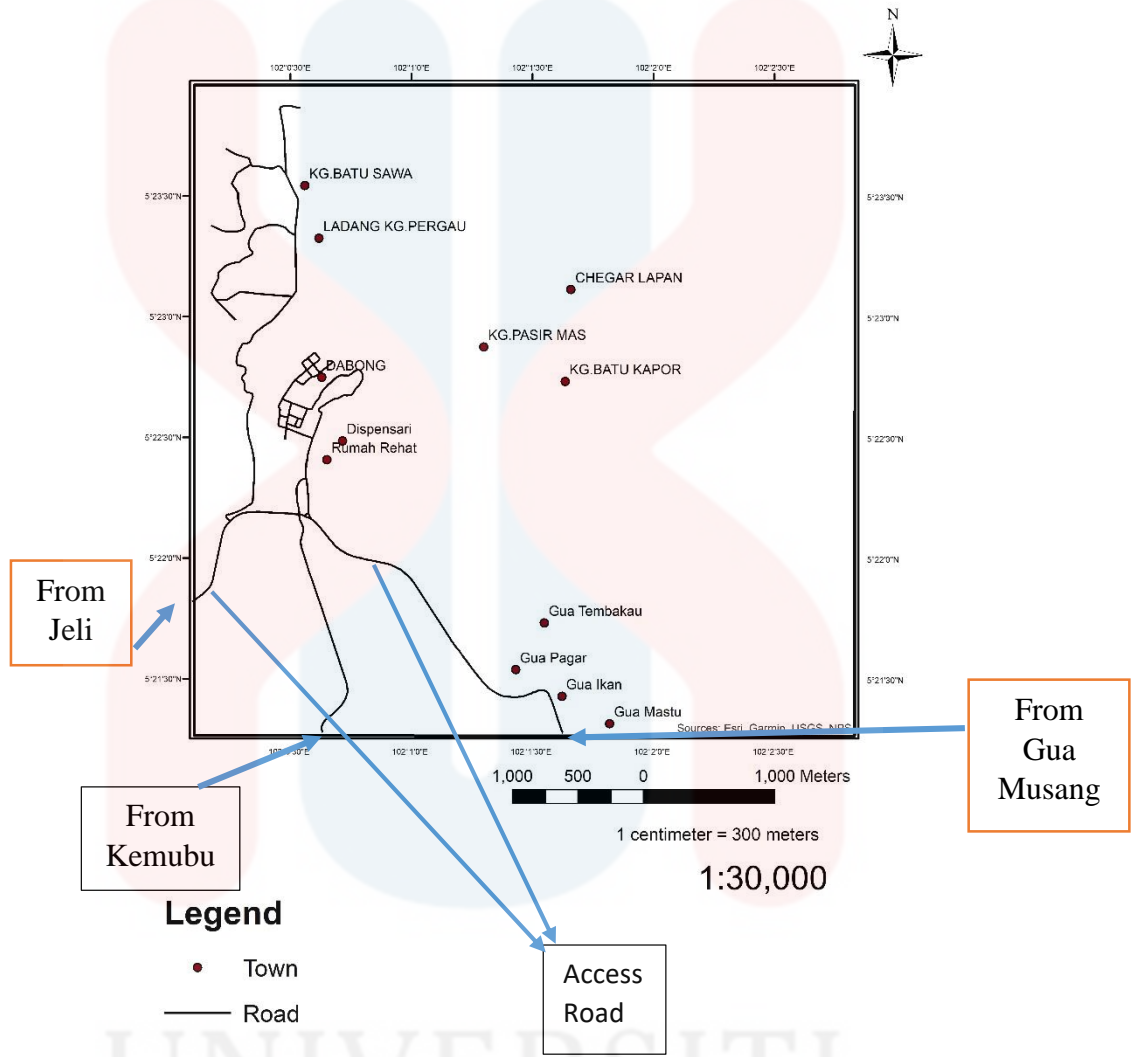 N
102°0'30"E 102°1'0"E 102°1'30"E 102°2'0"E 102°2'30"E
5°23'30"N 5°23'30"N
5°23'0"N 5°23'0"N
5°22'30"N 5°22'30"N
5°22'0"N 5°22'0"N
5°21'30"N 5°21'30"N
KG.BATU SAWA
LADANG KG.PERGAU
CHEGAR LAPAN
KG.PASIR MAS
KG.BATU KAPOR
DABONG
Dispensari
Rumah Rehat
Gua Tembakau
Gua Pagar
Gua Ikan
Gua Mastu
Sources: Esri, Garmin, USGS, NPS
102°0'30"E 102°1'0"E 102°1'30"E 102°2'0"E 102°2'30"E
From
Jeli
From
Kemubu
From
Gua
Musang
1,000 500 0 1,000 Meters
1 centimeter = 300 meters
1:30,000
Legend
Town
Road
Access
Road
UNIVERSITI